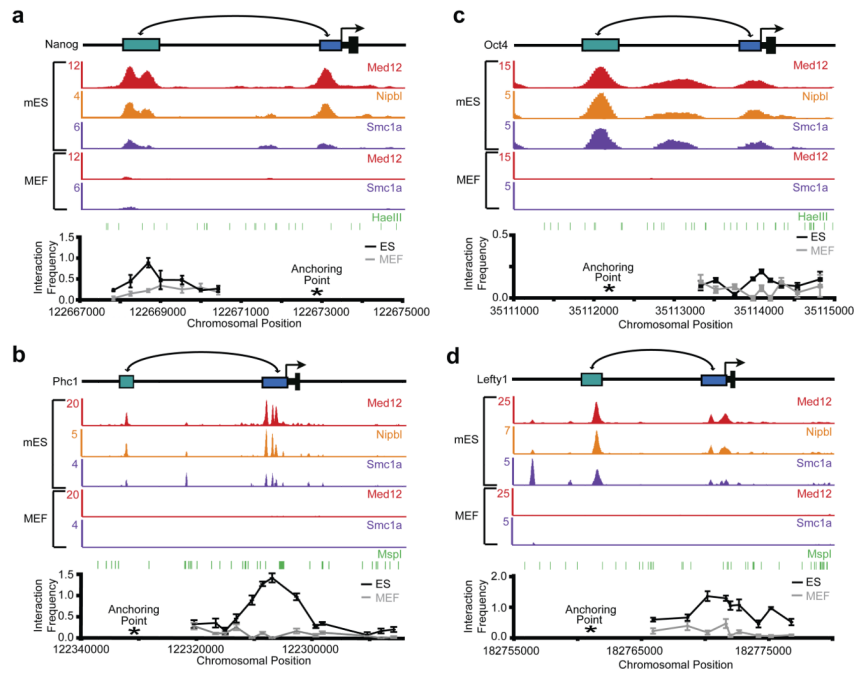 a
Nanog
mES
12
Med12
4
Nipbl
6
Smc1a
MEF
12
Med12
6
Smc1a
HaeIII
Interaction
Frequency
1.5
1.0
0.5
0.0
ES
MEF
Anchoring
Point
*
122667000 122669000 122671000 122673000 122675000
Chromosomal Position
b
Phc1
mES
20
Med12
5
Nipbl
4
Smc1a
MEF
20
Med12
4
Smc1a
MspI
Interaction
Frequency
1.5
1.0
0.5
0.0
ES
MEF
Anchoring
Point
*
122340000 122320000 122300000
Chromosomal Position
c
Oct4
mES
15
Med12
5
Nipbl
5
Smc1a
MEF
15
Med12
5
Smc1a
HaeIII
Interaction
Frequency
0.5
0.0
ES
MEF
Anchoring
Point
*
35111000 35112000 35113000 35114000 35115000
Chromosomal Position
d
Lefty1
mES
25
Med12
7
Nipbl
5
Smc1a
MEF
25
Med12
5
Smc1a
MspI
Interaction
Frequency
2.0
1.0
0.0
ES
MEF
Anchoring
Point
*
182755000 182765000 182775000
Chromosomal Position